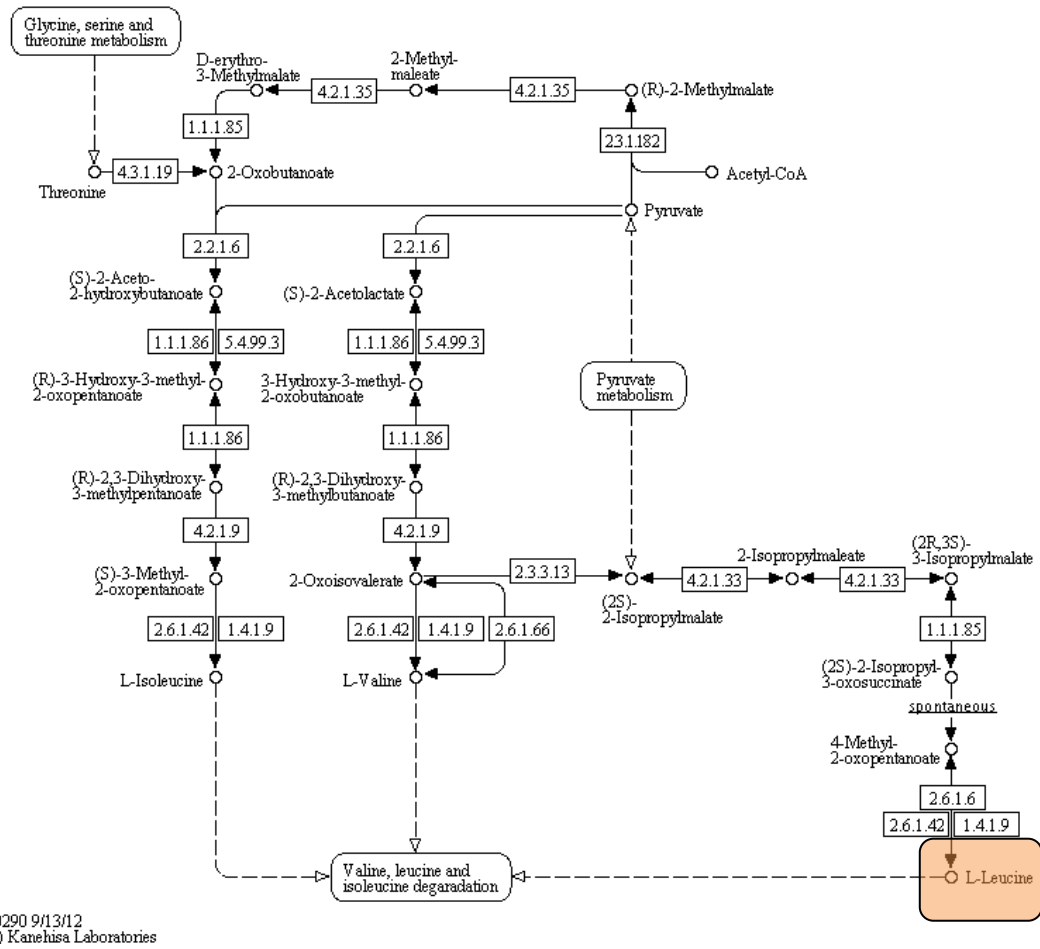 Glycine, serine and
threonine metabolism
D-erythro-
3-Methylmalate
2-Methyl-
maleate
4.2.1.35
4.2.1.35
(R)-2-Methylmalate
1.1.1.85
2.3.1.182
4.3.1.19
Threonine
2-Oxobutanoate
Acetyl-CoA
Pyruvate
2.2.1.6
2.2.1.6
(S)-2-Aceto-
2-hydroxybutanoate
(S)-2-Acetolactate
1.1.1.86
5.4.99.3
1.1.1.86
5.4.99.3
(R)-3-Hydroxy-3-methyl-
2-oxopentanoate
3-Hydroxy-3-methyl-
2-oxobutanoate
Pyruvate
metabolism
1.1.1.86
1.1.1.86
(R)-2,3-Dihydroxy-
3-methylpentanoate
(R)-2,3-Dihydroxy-
3-methylbutanoate
4.2.1.9
4.2.1.9
(S)-3-Methyl-
2-oxopentanoate
2-Oxoisovalerate
2.3.3.13
(2S)-
2-Isopropylmalate
4.2.1.33
2-Isopropylmaleate
4.2.1.33
(2R,3S)-
3-Isopropylmalate
2.6.1.42
1.4.1.9
2.6.1.42
1.4.1.9
2.6.1.66
1.1.1.85
L-Isoleucine
L-Valine
(2S)-2-Isopropyl-
3-oxosuccinate
spontaneous
4-Methyl-
2-oxopentanoate
2.6.1.6
2.6.1.42
1.4.1.9
Valine, leucine and
isoleucine degaradation
L-Leucine
0290 9/13/12
) Kanehisa Laboratories